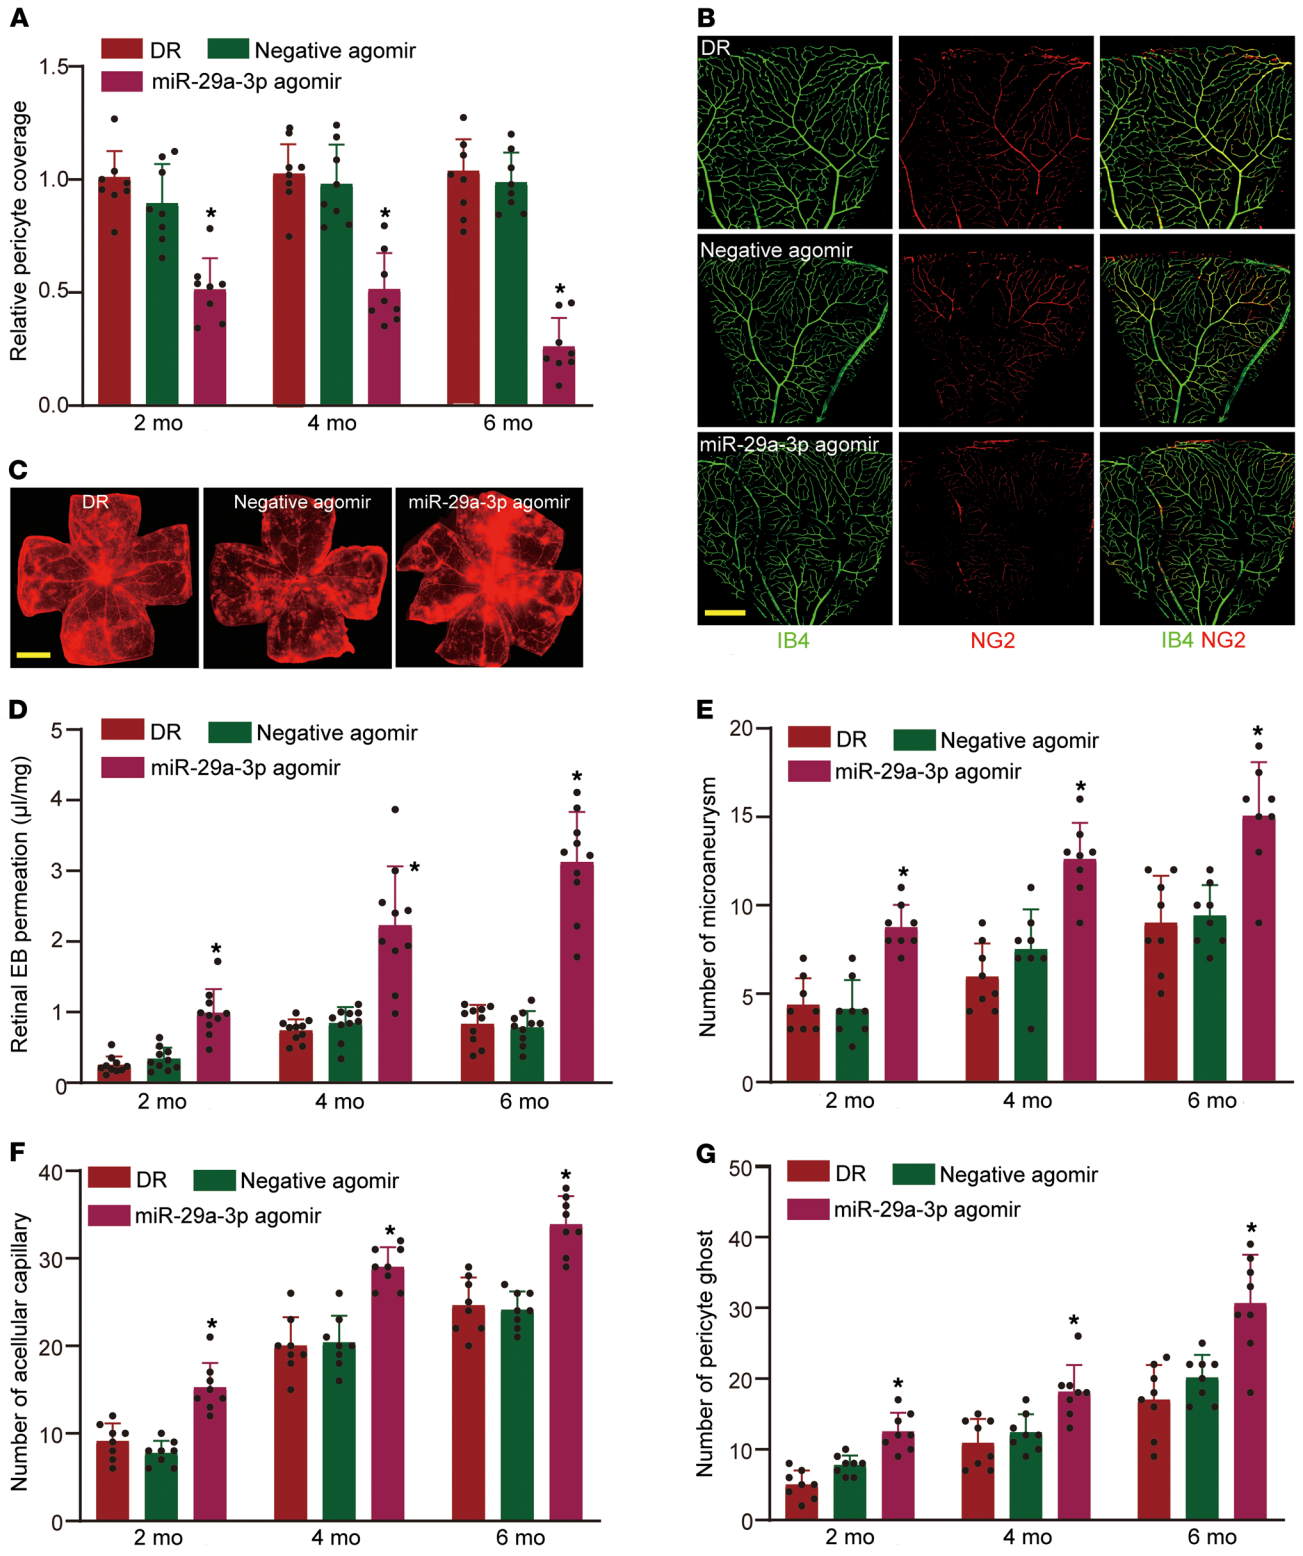 A
DR
Negative agomir
miR-29a-3p agomir
Relative pericyte coverage
1.5
1.0
0.5
0.0
*
*
*
2 mo
4 mo
6 mo
B
DR
Negative agomir
miR-29a-3p agomir
IB4
NG2
IB4 NG2
C
DR
Negative agomir
miR-29a-3p agomir
D
DR
Negative agomir
miR-29a-3p agomir
Retinal EB permeation (µl/mg)
5
4
3
2
1
0
*
*
*
2 mo
4 mo
6 mo
E
DR
Negative agomir
miR-29a-3p agomir
Number of microaneurysm
20
15
10
5
0
*
*
*
2 mo
4 mo
6 mo
F
DR
Negative agomir
miR-29a-3p agomir
Number of acellular capillary
40
30
20
10
0
*
*
*
2 mo
4 mo
6 mo
G
DR
Negative agomir
miR-29a-3p agomir
Number of pericyte ghost
50
40
30
20
10
0
*
*
*
2 mo
4 mo
6 mo